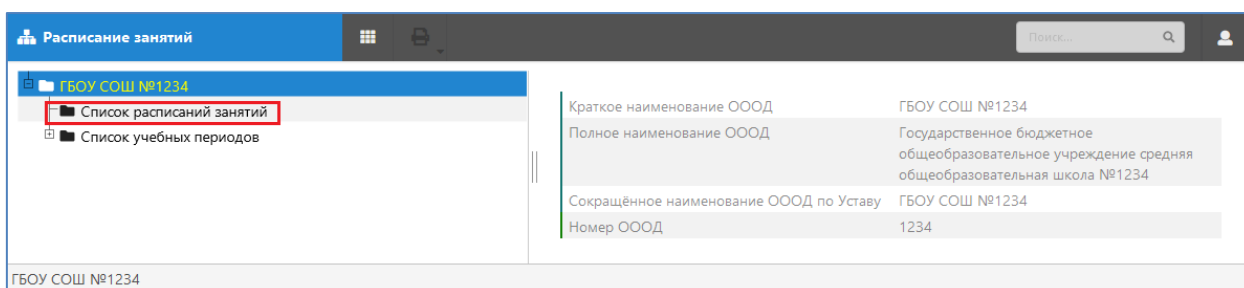 Расписание занятий
Поиск...
ГБОУ СОШ №1234
Список расписаний занятий
Список учебных периодов
Краткое наименование ОООД ГБОУ СОШ №1234
Полное наименование ОООД Государственное бюджетное
общеобразовательное учреждение средняя
общеобразовательная школа №1234
Сокращённое наименование ОООД по Уставу ГБОУ СОШ №1234
Номер ОООД 1234
ГБОУ СОШ №1234